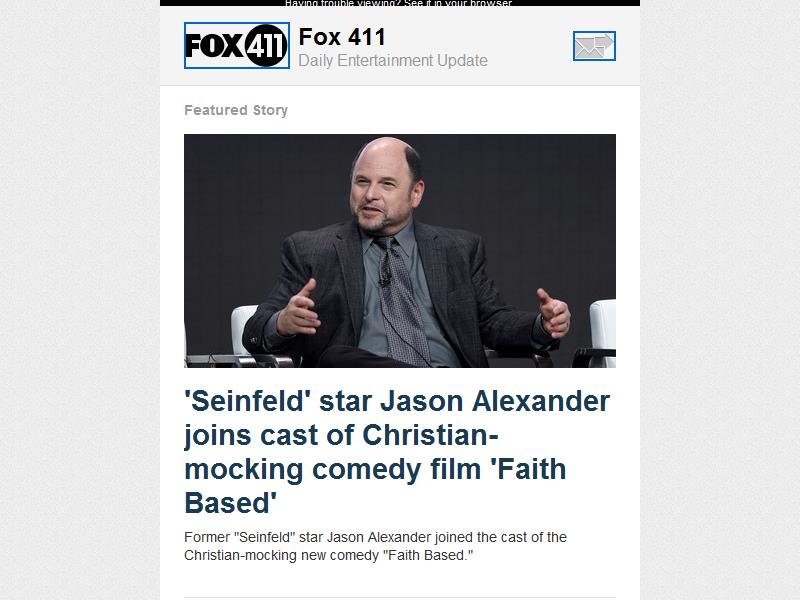 Having trouble viewing? See it in your browser
FOX 411
Fox 411
Daily Entertainment Update
Featured Story
'Seinfeld' star Jason Alexander
joins cast of Christian-
mocking comedy film 'Faith
Based'
Former "Seinfeld" star Jason Alexander joined the cast of the
Christian-mocking new comedy "Faith Based."